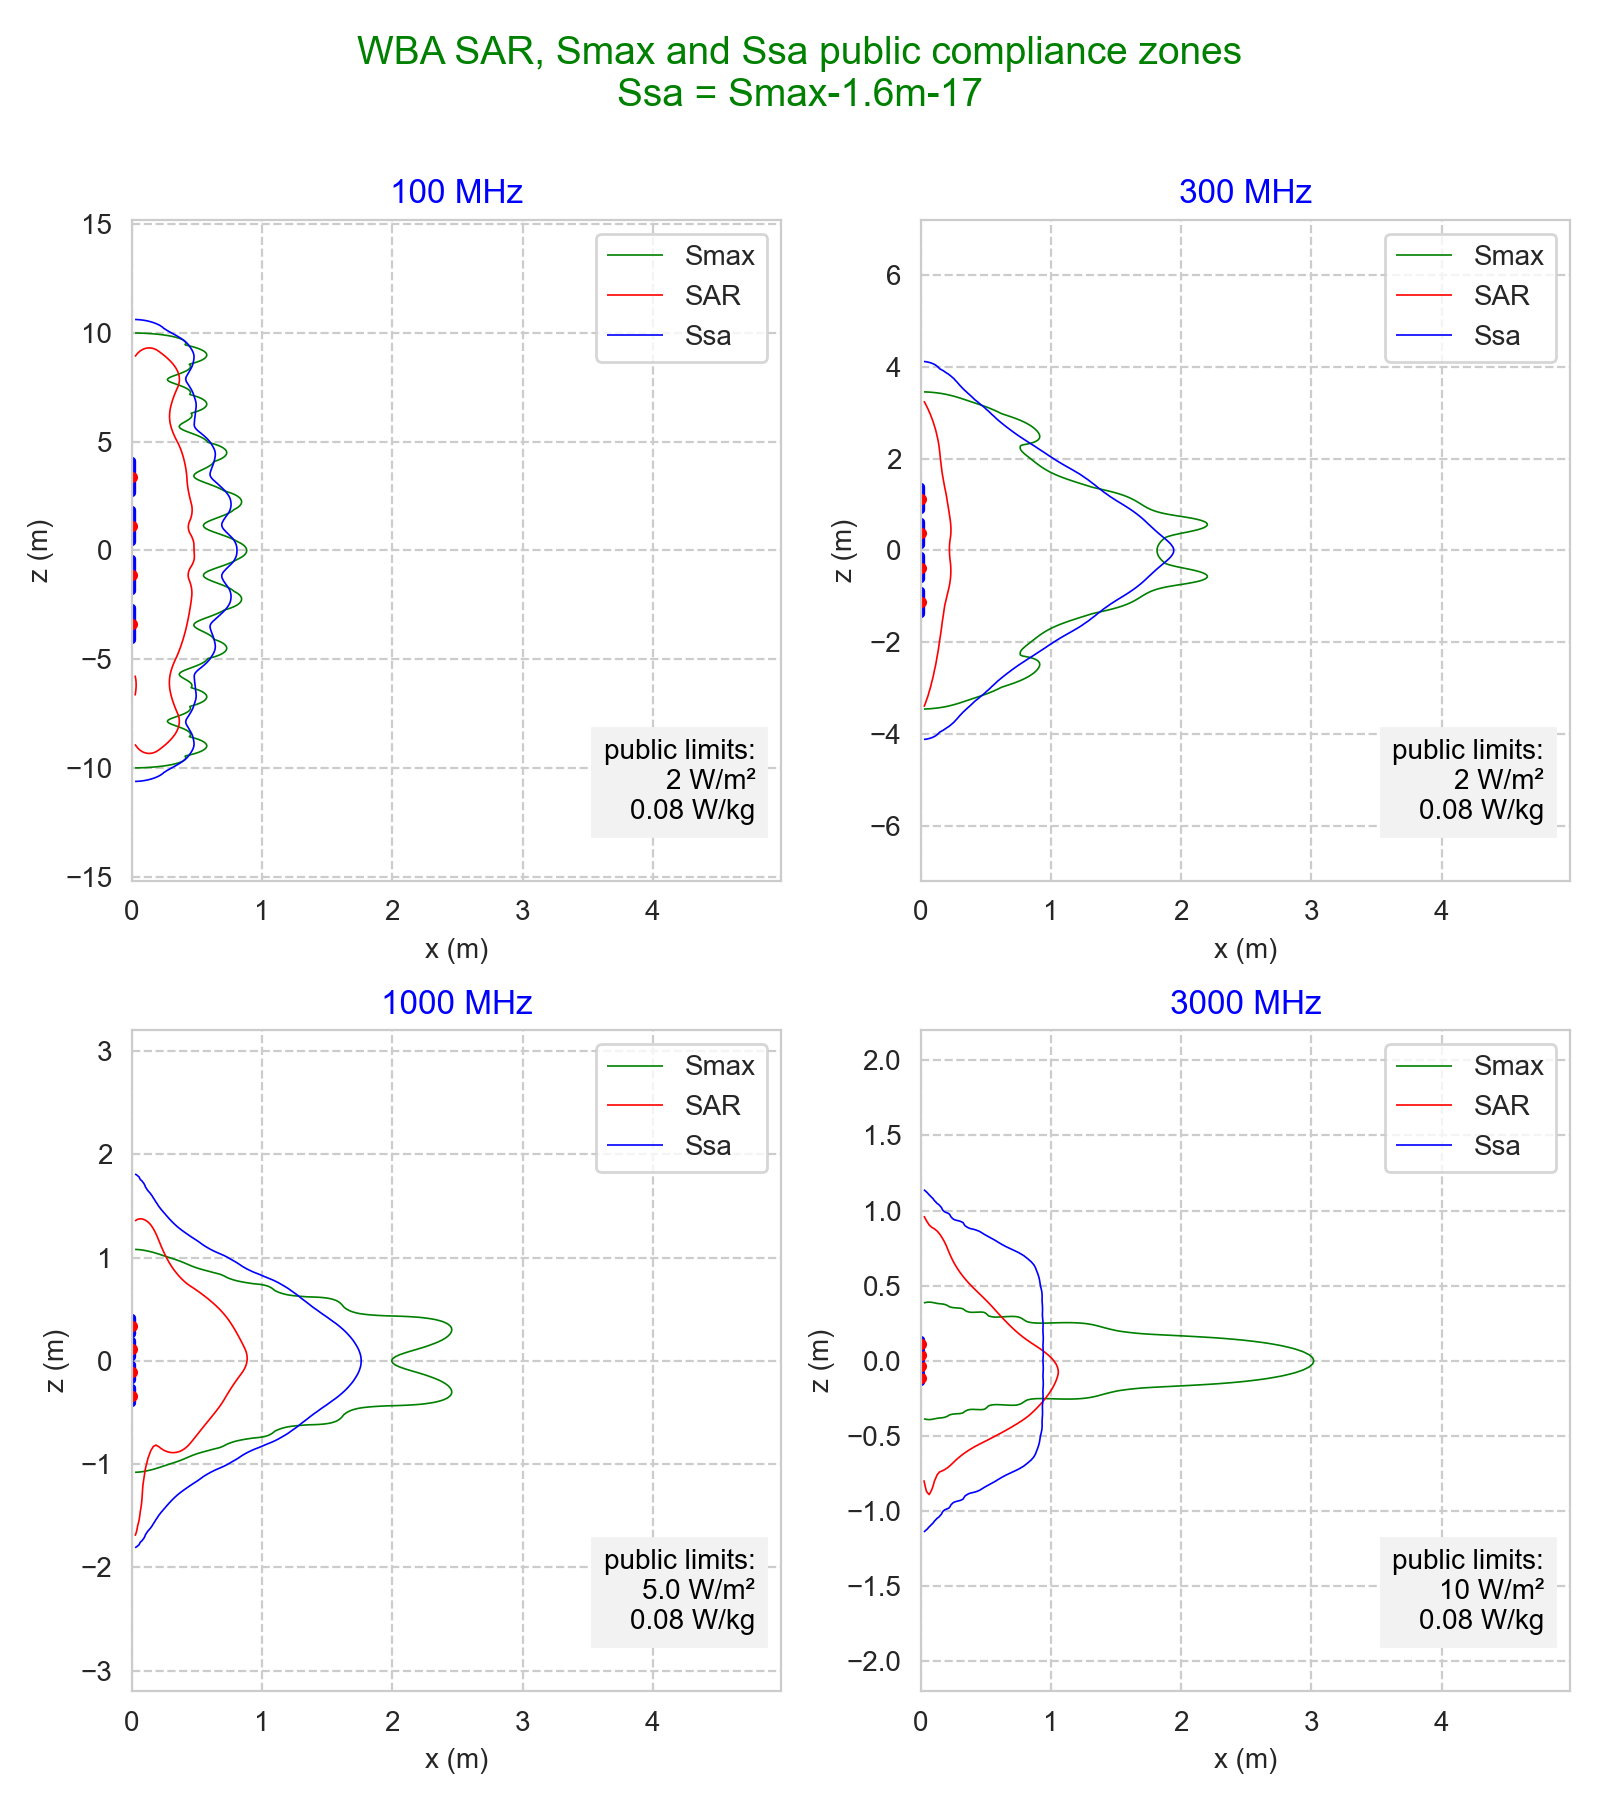 WBA SAR, Smax and Ssa public compliance zones
Ssa = Smax-1.6m-17
100 MHz
15
10
5
0
−5
−10
−15
z (m)
0 1 2 3 4
x (m)
Smax
SAR
Ssa
public limits:
2 W/m²
0.08 W/kg
300 MHz
6
4
2
0
−2
−4
−6
z (m)
0 1 2 3 4
x (m)
Smax
SAR
Ssa
public limits:
2 W/m²
0.08 W/kg
1000 MHz
3
2
1
0
−1
−2
−3
z (m)
0 1 2 3 4
x (m)
Smax
SAR
Ssa
public limits:
5.0 W/m²
0.08 W/kg
3000 MHz
2.0
1.5
1.0
0.5
0.0
−0.5
−1.0
−1.5
−2.0
z (m)
0 1 2 3 4
x (m)
Smax
SAR
Ssa
public limits:
10 W/m²
0.08 W/kg